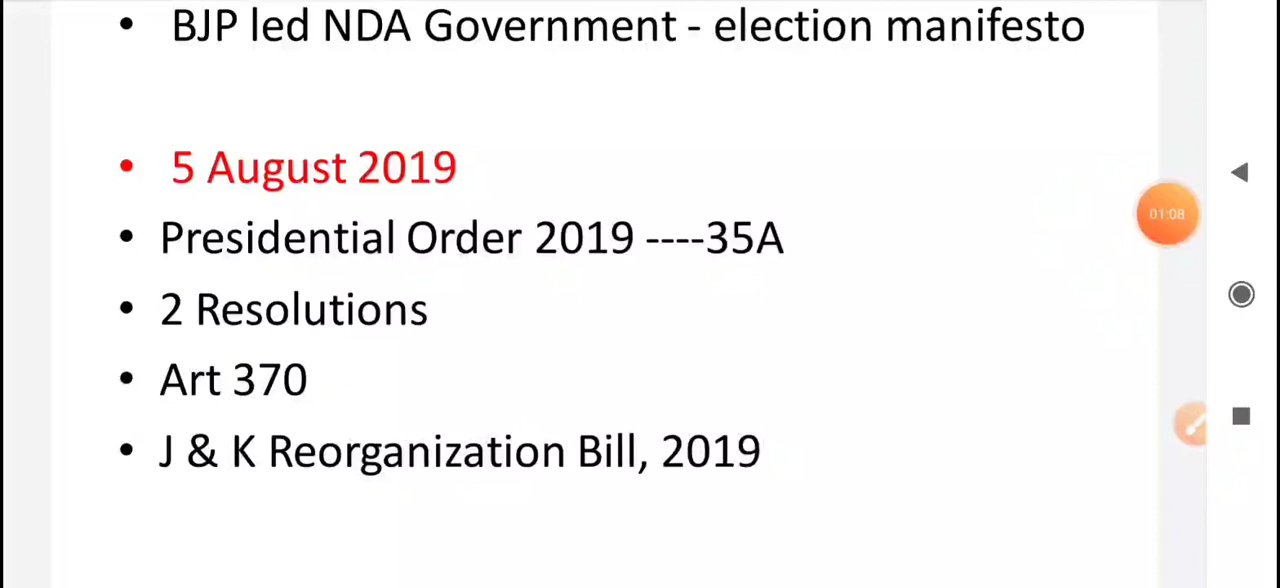 • BJP led NDA Government - election manifesto
• 5 August 2019
• Presidential Order 2019 ----35A
01:08
• 2 Resolutions
• Art 370
• J & K Reorganization Bill, 2019